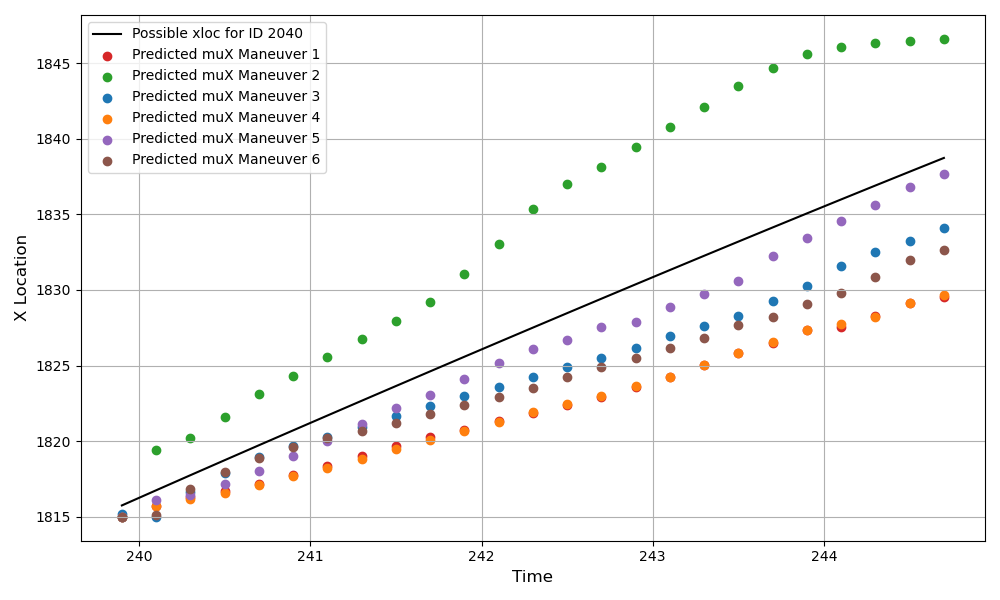 Possible xloc for ID 2040
Predicted muX Maneuver 1
Predicted muX Maneuver 2
Predicted muX Maneuver 3
Predicted muX Maneuver 4
Predicted muX Maneuver 5
Predicted muX Maneuver 6
X Location
1845
1840
1835
1830
1825
1820
1815
240 241 242 243 244
Time